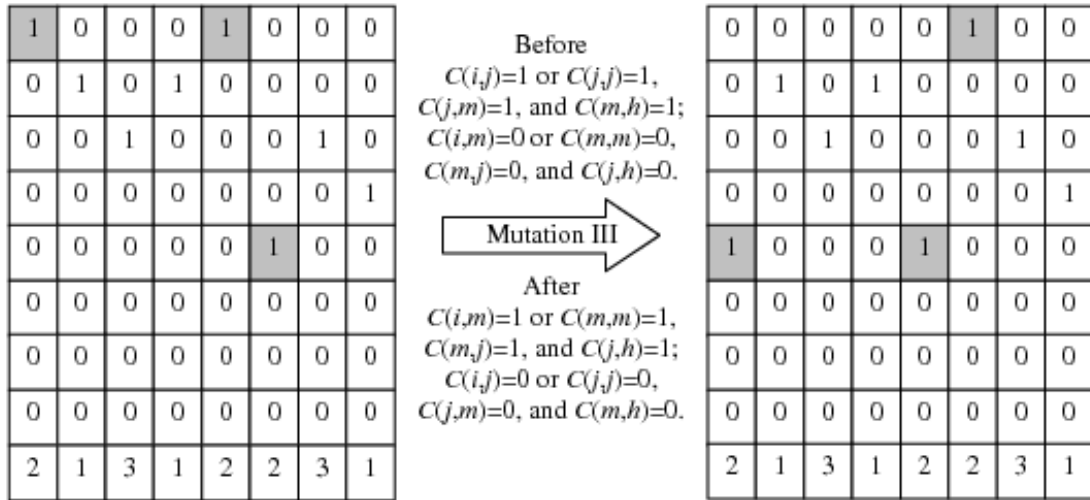 1 0 0 0 1 0 0 0
0 1 0 1 0 0 0 0
0 0 1 0 0 0 1 0
0 0 0 0 0 0 0 1
0 0 0 0 0 1 0 0
0 0 0 0 0 0 0 0
0 0 0 0 0 0 0 0
0 0 0 0 0 0 0 0
2 1 3 1 2 2 3 1
Before
C(i,j)=1 or C(j,j)=1,
C(j,m)=1, and C(m,h)=1;
C(i,m)=0 or C(m,m)=0,
C(m,j)=0, and C(j,h)=0.
Mutation III
After
C(i,m)=1 or C(m,m)=1,
C(m,j)=1, and C(j,h)=1;
C(i,j)=0 or C(j,j)=0,
C(j,m)=0, and C(m,h)=0.
0 0 0 0 0 1 0 0
0 1 0 1 0 0 0 0
0 0 1 0 0 0 1 0
0 0 0 0 0 0 0 1
1 0 0 0 1 0 0 0
0 0 0 0 0 0 0 0
0 0 0 0 0 0 0 0
0 0 0 0 0 0 0 0
2 1 3 1 2 2 3 1